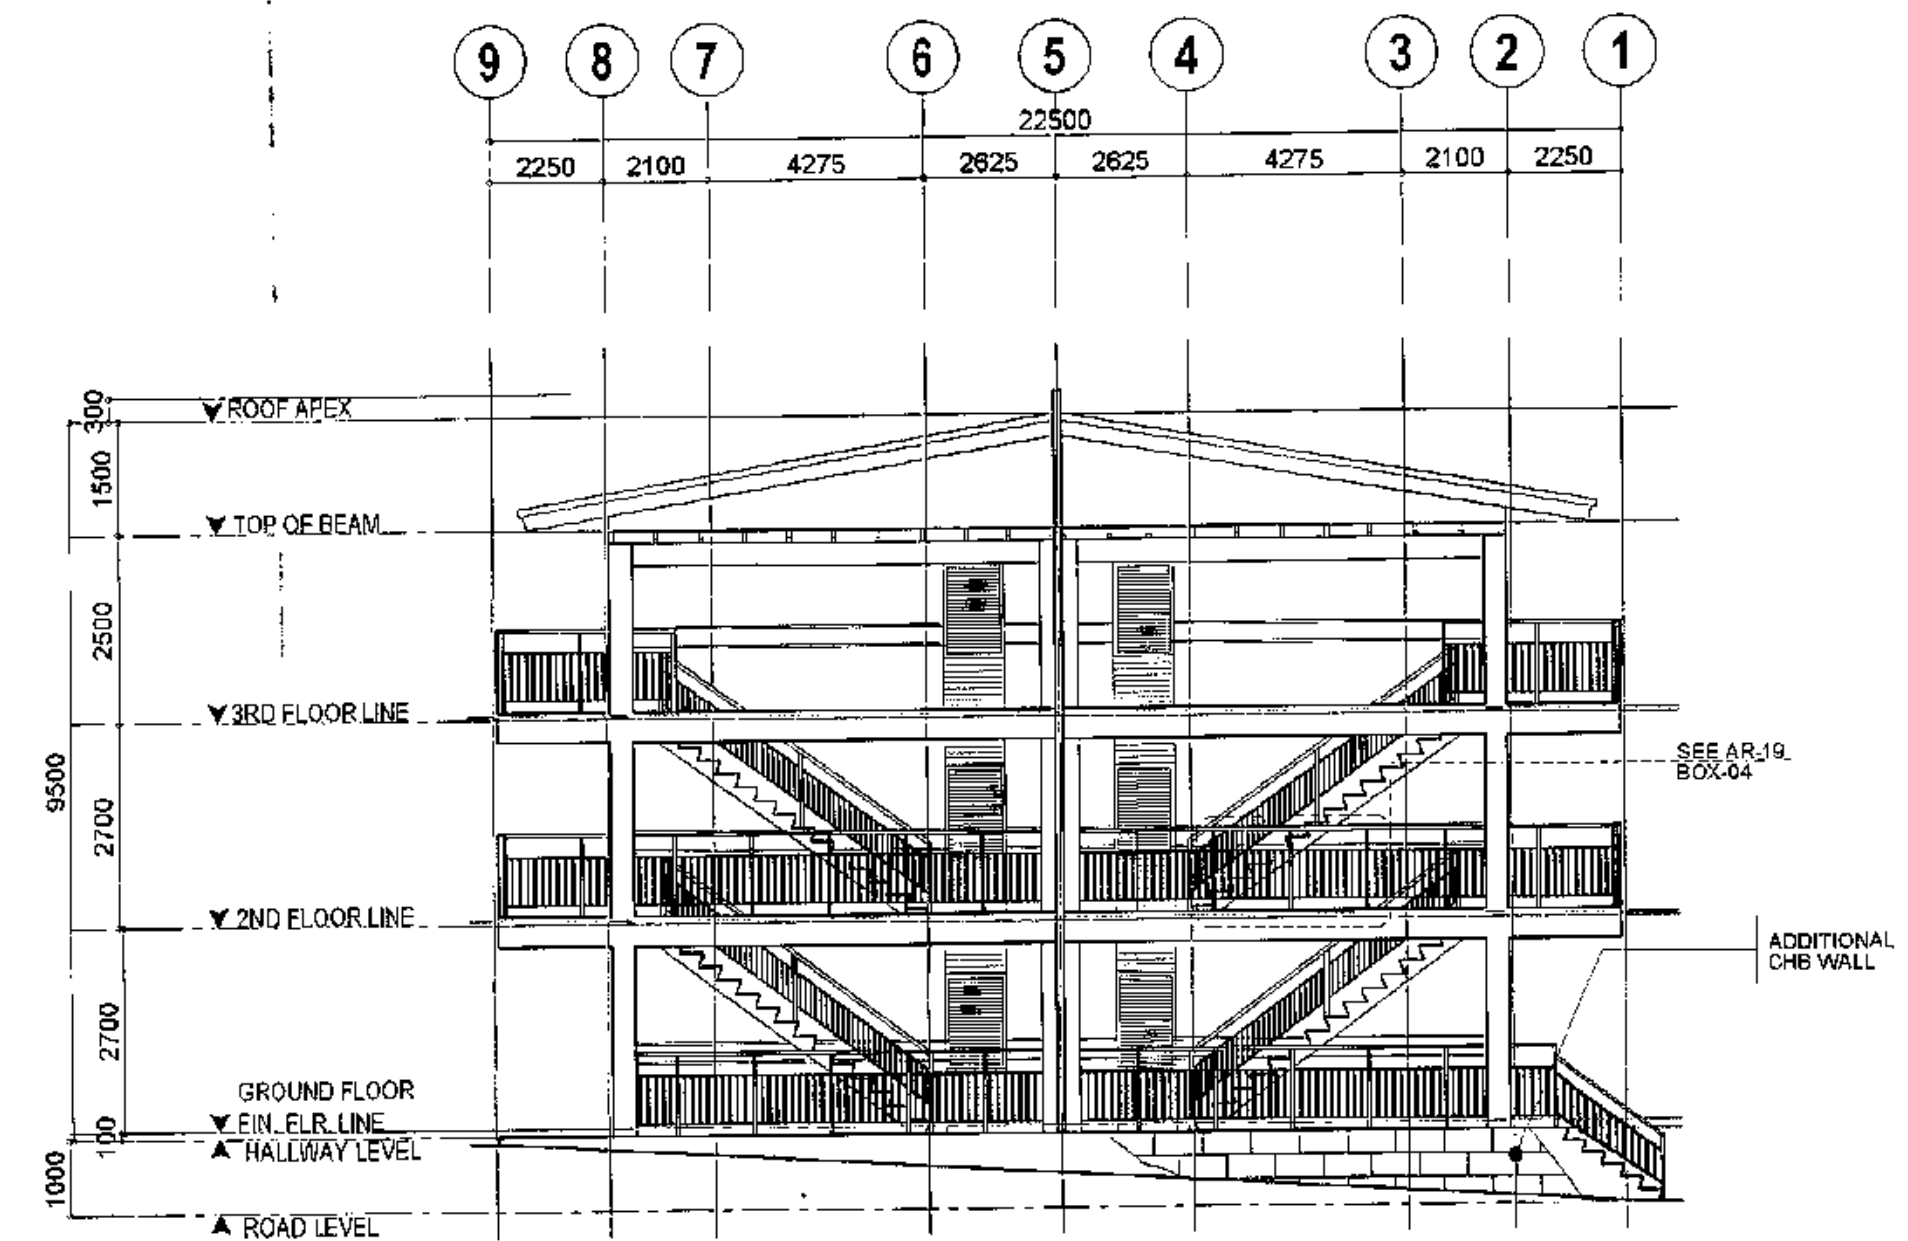 9 8 7 6 5 4 3 2 1
22500
2250 2100 4275 2625 2625 4275 2100 2250
300
ROOF APEX
1500
TOP OF BEAM
2500
3RD FLOOR LINE
9500
SEE AR-19
BOX-04
2700
2ND FLOOR LINE
ADDITIONAL
CHB WALL
2700
GROUND FLOOR
FIN. FLR. LINE
100
HALLWAY LEVEL
1000
ROAD LEVEL